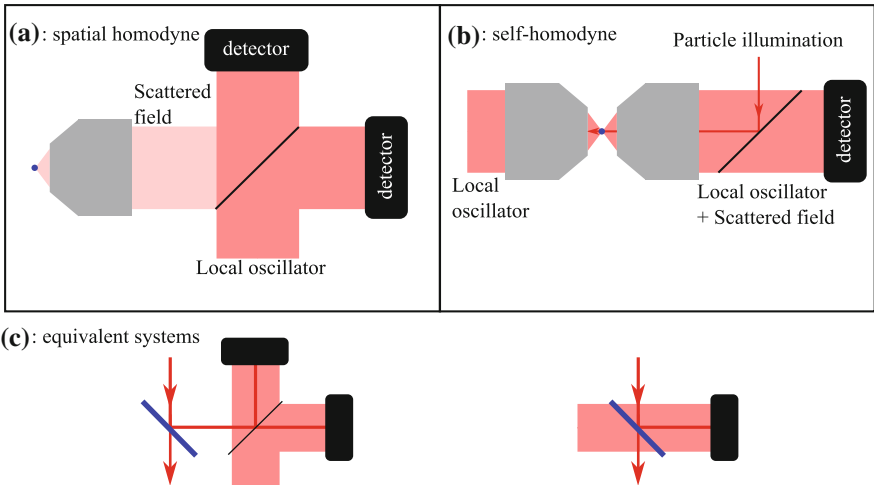 (a): spatial homodyne
detector
Scattered
field
detector
Local oscillator
(b): self-homodyne
Particle illumination
detector
Local
oscillator
Local oscillator
+ Scattered field
(c): equivalent systems